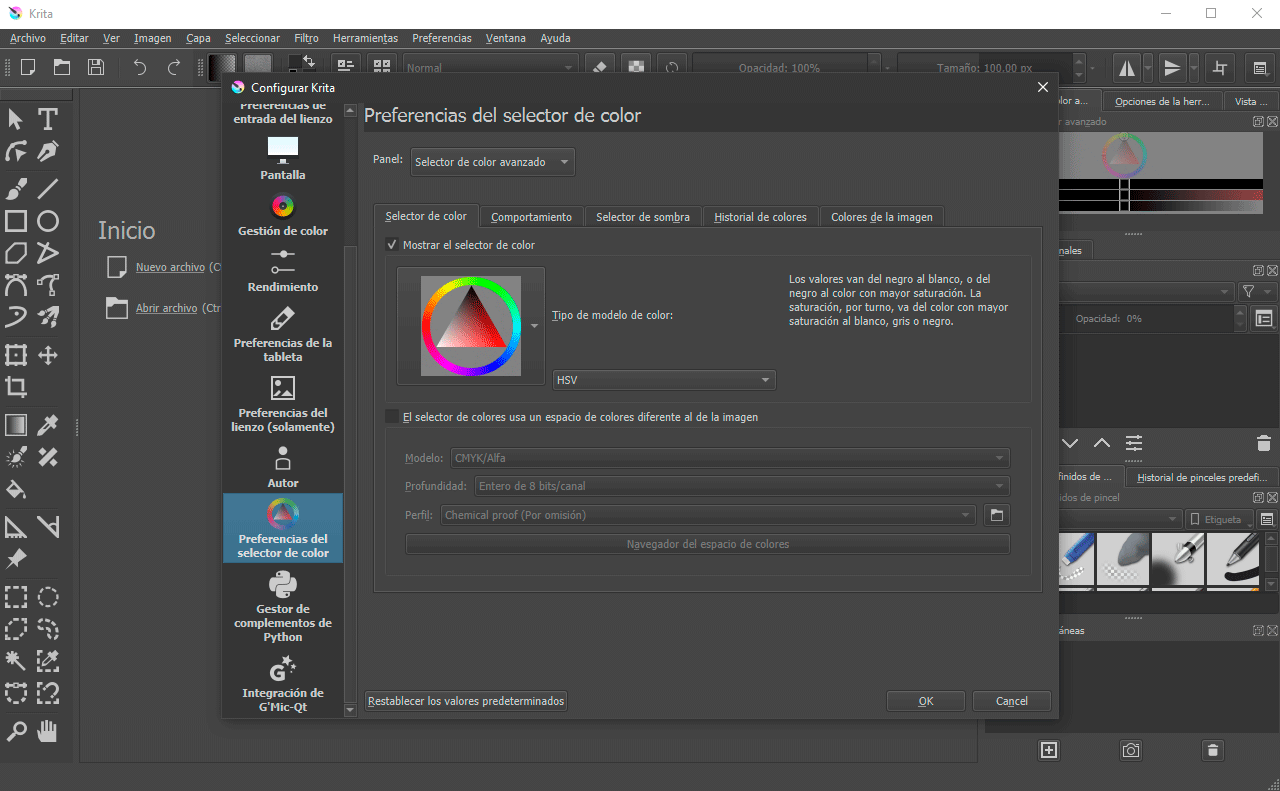 Krita
Archivo Editar Ver Imagen Capa Seleccionar Filtro Herramientas Preferencias Ventana Ayuda
Normal Opacidad: 100% Tamaño: 100.00 px
Configurar Krita
Preferencias de
entrada del lienzo
Pantalla
Gestión de color
Rendimiento
Preferencias de la
tableta
Preferencias del
lienzo (solamente)
Autor
Preferencias del
selector de color
Gestor de
complementos de
Python
Integración de
G'Mic-Qt
Inicio
Nuevo archivo (C
Abrir archivo (Ctr
Preferencias del selector de color
Panel: Selector de color avanzado
Selector de color Comportamiento Selector de sombra Historial de colores Colores de la imagen
Mostrar el selector de color
Tipo de modelo de color:
HSV
Los valores van del negro al blanco, o del
negro al color con mayor saturación. La
saturación, por turno, va del color con mayor
saturación al blanco, gris o negro.
El selector de colores usa un espacio de colores diferente al de la imagen
Modelo: CMYK/Alfa
Profundidad: Entero de 8 bits/canal
Perfil: Chemical proof (Por omisión)
Navegador del espacio de colores
Restablecer los valores predeterminados
OK Cancel
olor a... Opciones de la herr... Vista ...
r avanzado
nales
Opacidad: 0%
finidos de ... Historial de pinceles predefi...
idos de pincel
Etiqueta
áneas